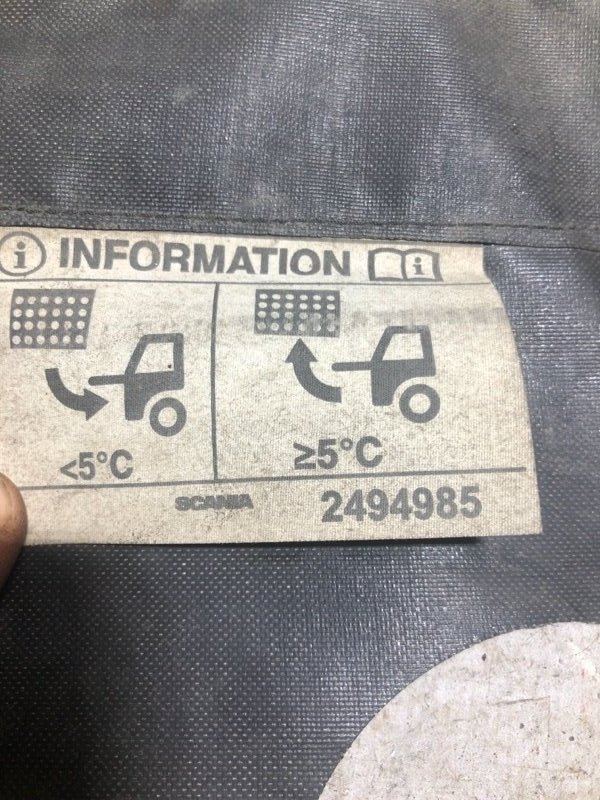 i INFORMATION i
<5°C
≥5°C
SCANIA 2494985